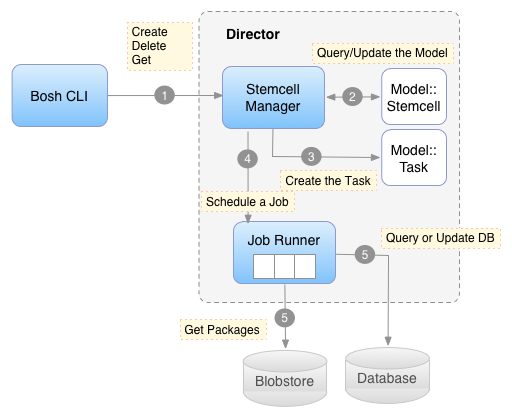 Create
Delete
Get
Director
Query/Update the Model
Bosh CLI
1
Stemcell
Manager
2
Model::
Stemcell
4
3
Model::
Task
Create the Task
Schedule a Job
Job Runner
Query or Update DB
5
5
Get Packages
Blobstore
Database